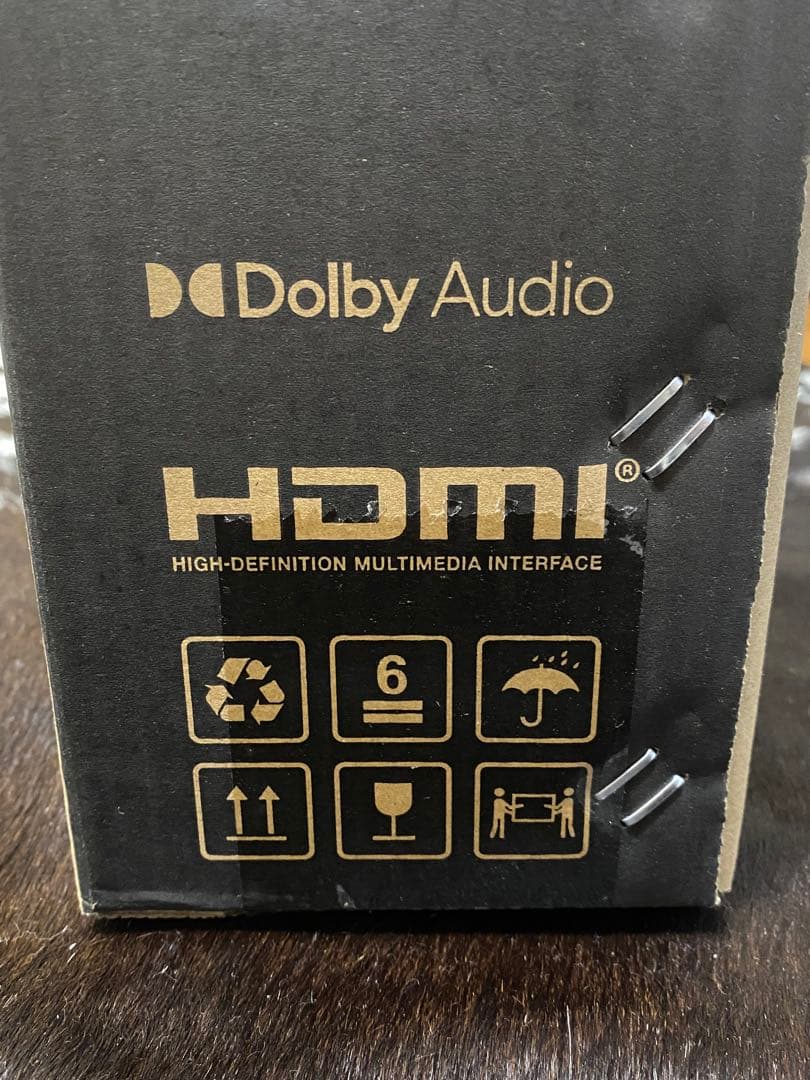 Dolby Audio
HDMI®
HIGH-DEFINITION MULTIMEDIA INTERFACE
6